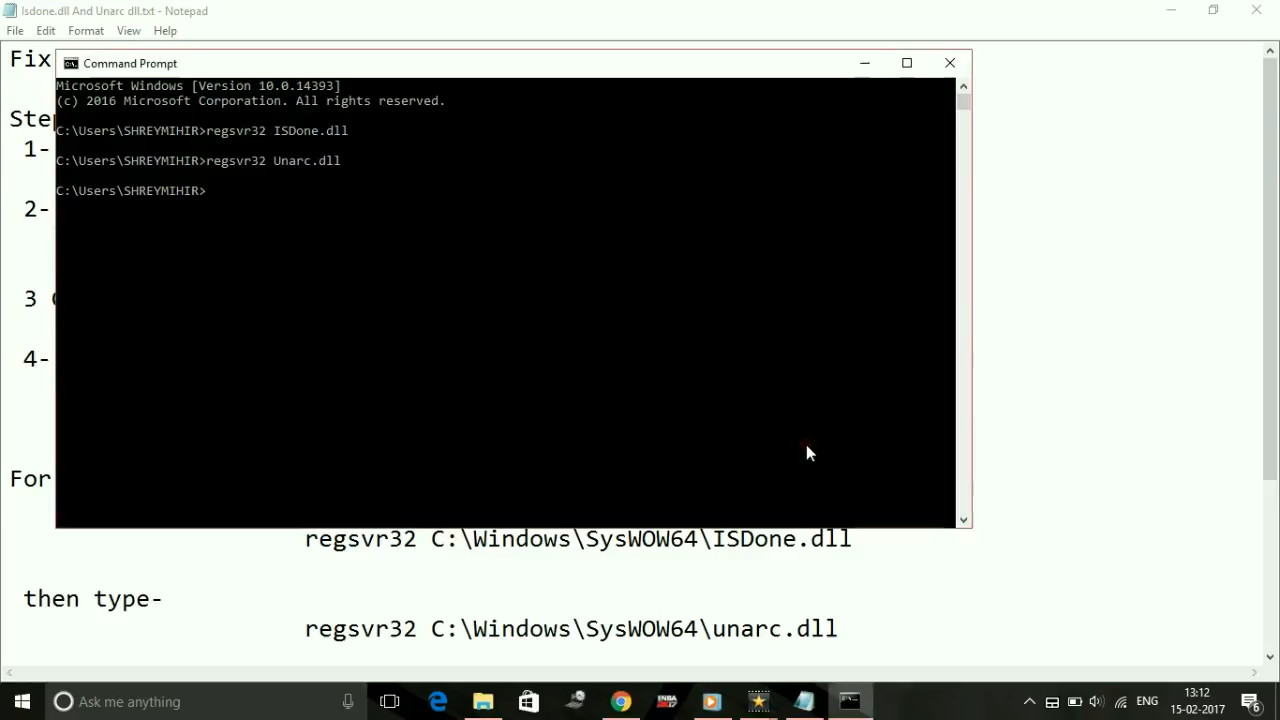 Isdone.dll And Unarc dll.txt - Notepad
File Edit Format View Help
Fix
Command Prompt
Microsoft Windows [Version 10.0.14393]
(c) 2016 Microsoft Corporation. All rights reserved.
Step
C:\Users\SHREYMIHIR>regsvr32 ISDone.dll
1-
C:\Users\SHREYMIHIR>regsvr32 Unarc.dll
C:\Users\SHREYMIHIR>
2-
3
4-
For
regsvr32 C:\Windows\SysWOW64\ISDone.dll
then type-
regsvr32 C:\Windows\SysWOW64\unarc.dll
Ask me anything
ENG
13:12
15-02-2017
6